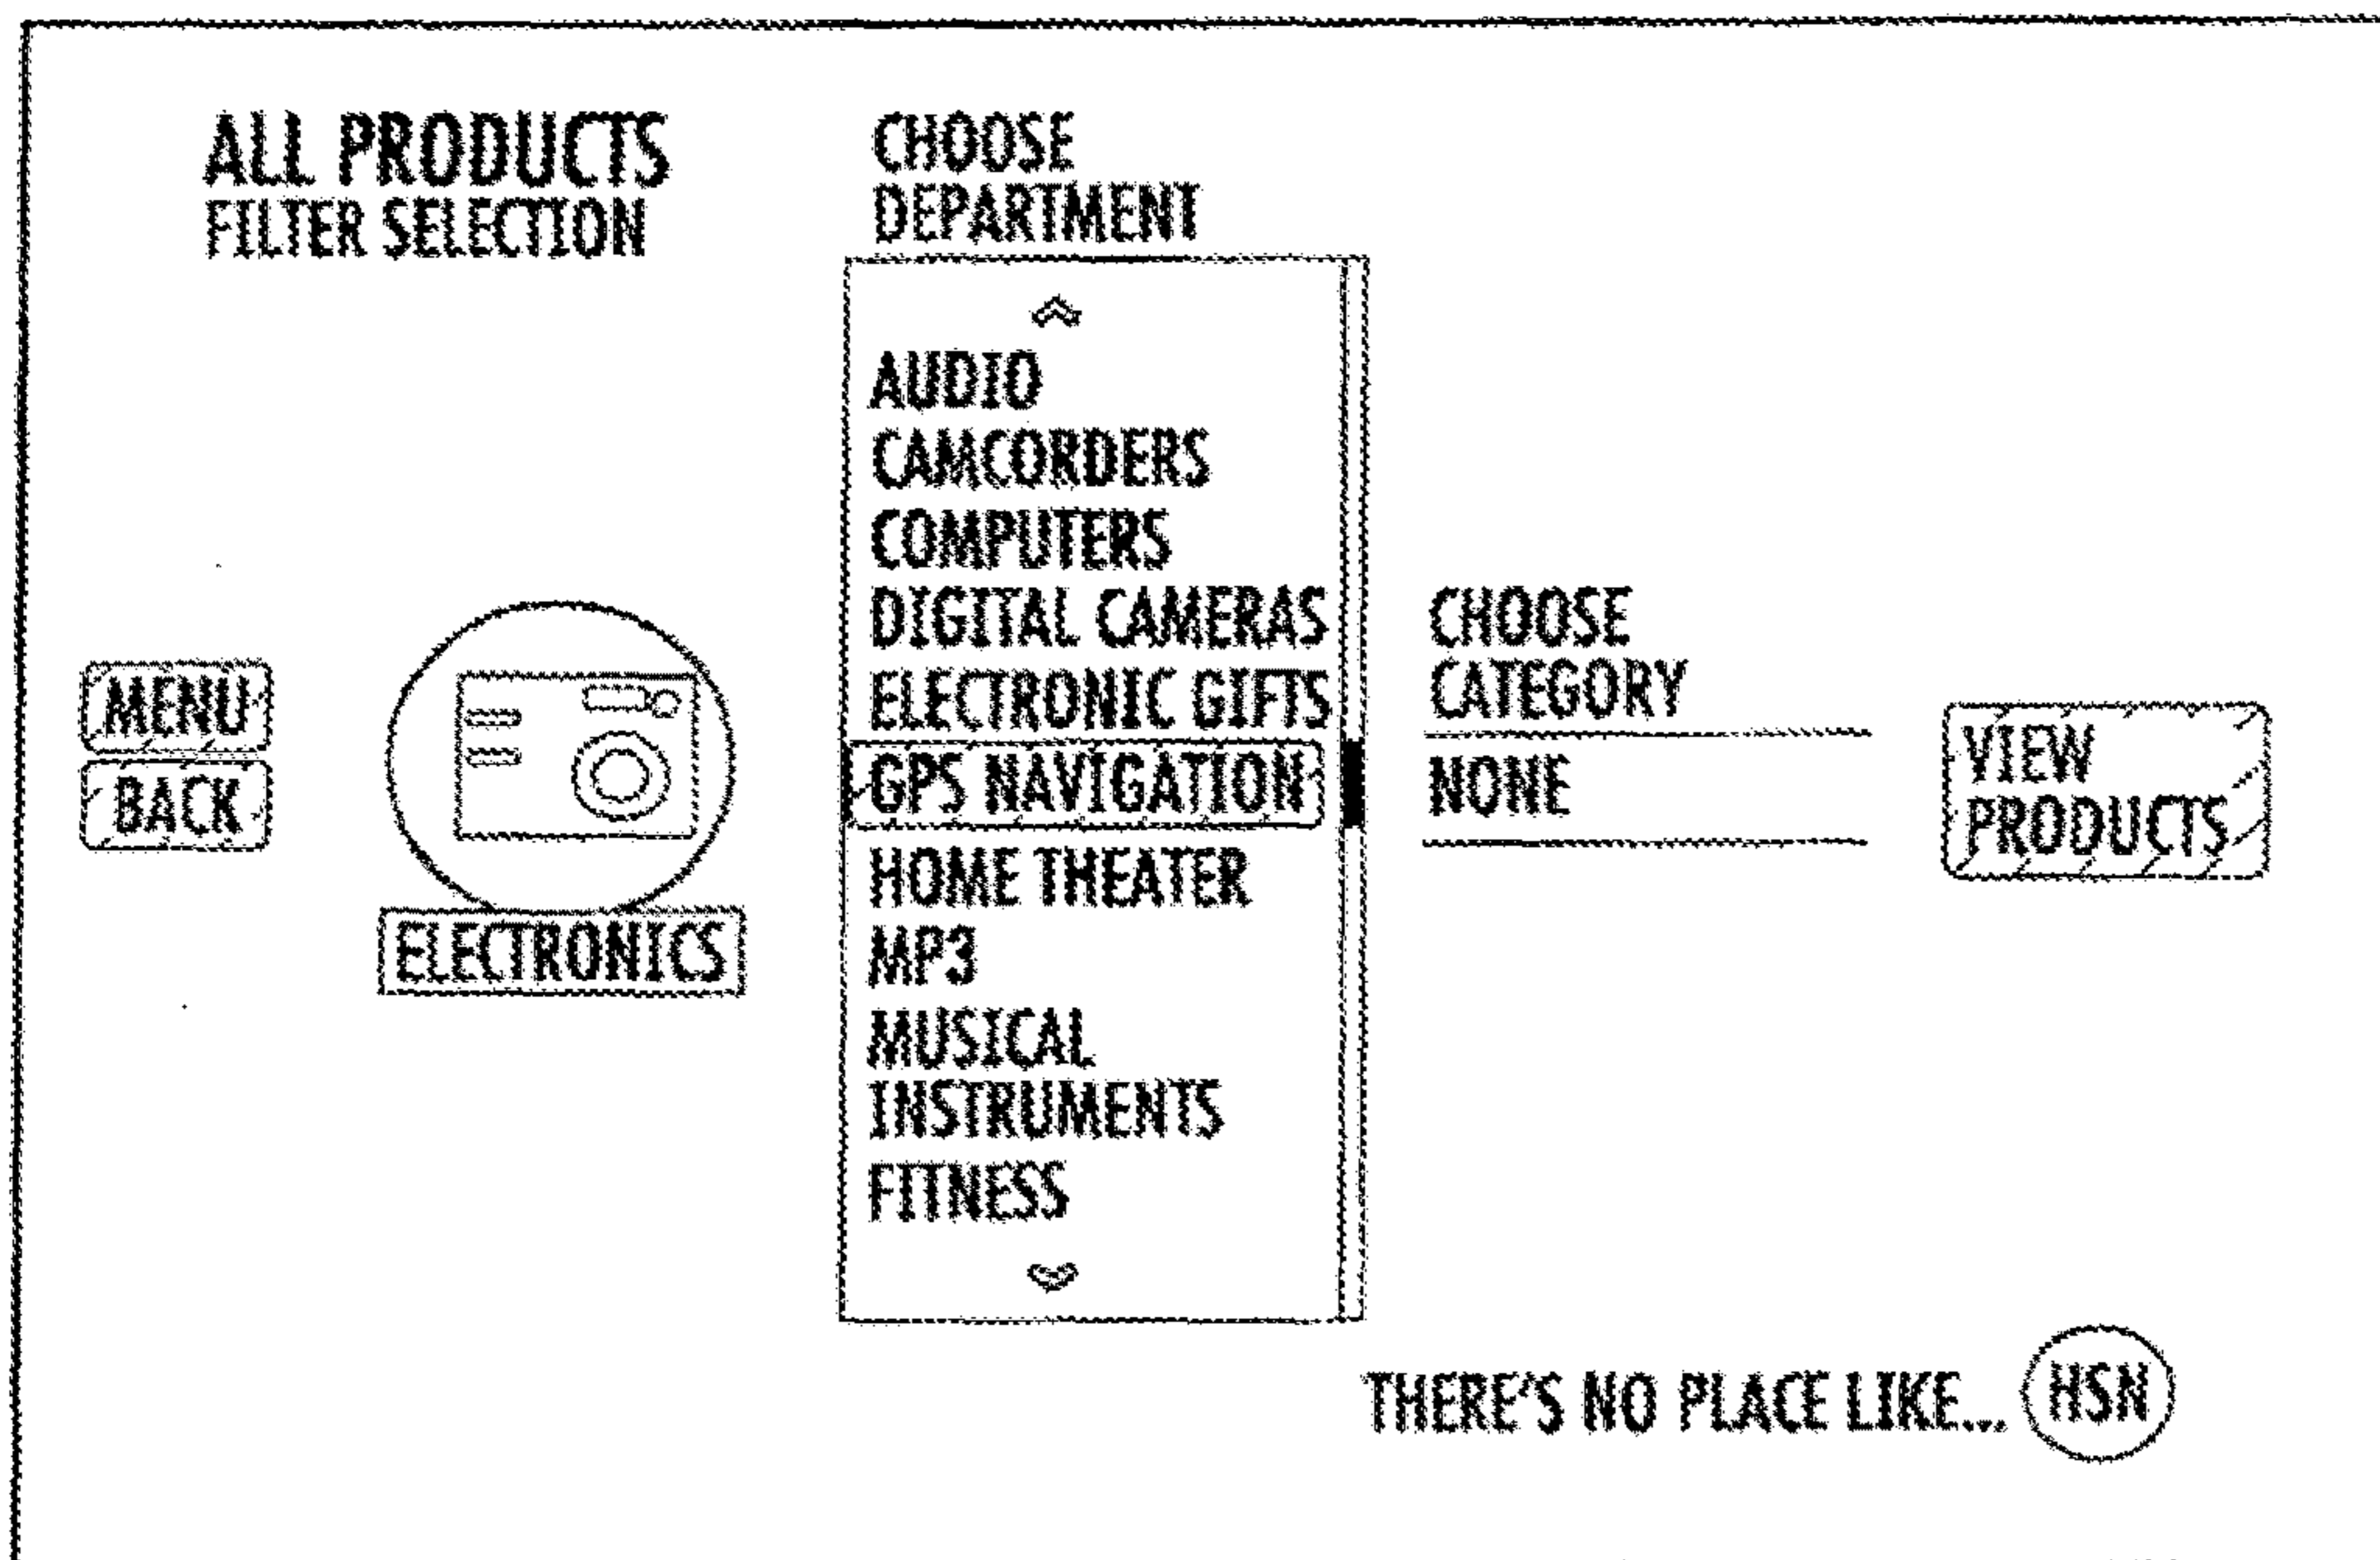 ALL PRODUCTS
FILTER SELECTION
MENU
BACK
ELECTRONICS
CHOOSE
DEPARTMENT
AUDIO
CAMCORDERS
COMPUTERS
DIGITAL CAMERAS
ELECTRONIC GIFTS
GPS NAVIGATION
HOME THEATER
MP3
MUSICAL
INSTRUMENTS
FITNESS
CHOOSE
CATEGORY
NONE
VIEW
PRODUCTS
THERE'S NO PLACE LIKE... HSN